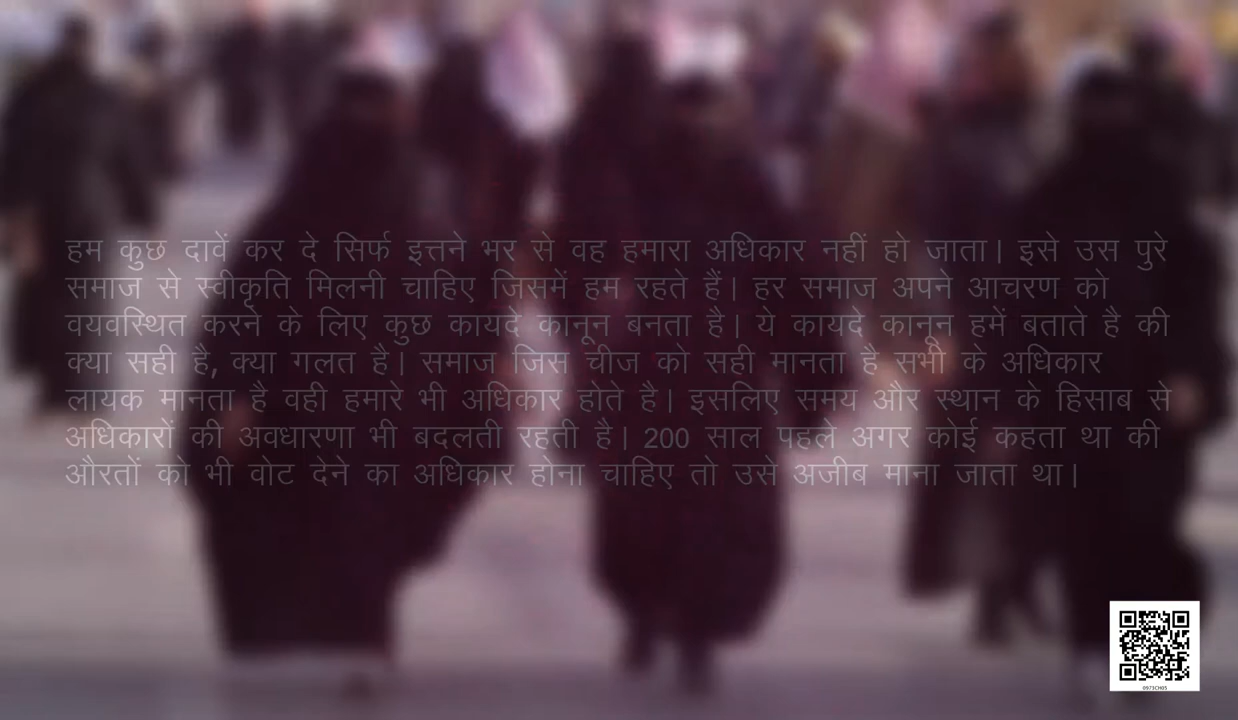 हम कुछ दावें कर दे सिर्फ इत्तने भर से वह हमारा अधिकार नहीं हो जाता। इसे उस पुरे
समाज से स्वीकृति मिलनी चाहिए जिसमें हम रहते हैं। हर समाज अपने आचरण को
वयवस्थित करने के लिए कुछ कायदे कानून बनता है। ये कायदे कानून हमें बताते है की
क्या सही है, क्या गलत है। समाज जिस चीज को सही मानता है सभी के अधिकार
लायक मानता है वही हमारे भी अधिकार होते है। इसलिए समय और स्थान के हिसाब से
अधिकारों की अवधारणा भी बदलती रहती है। 200 साल पहले अगर कोई कहता था की
औरतों को भी वोट देने का अधिकार होना चाहिए तो उसे अजीब माना जाता था।
0973CH05